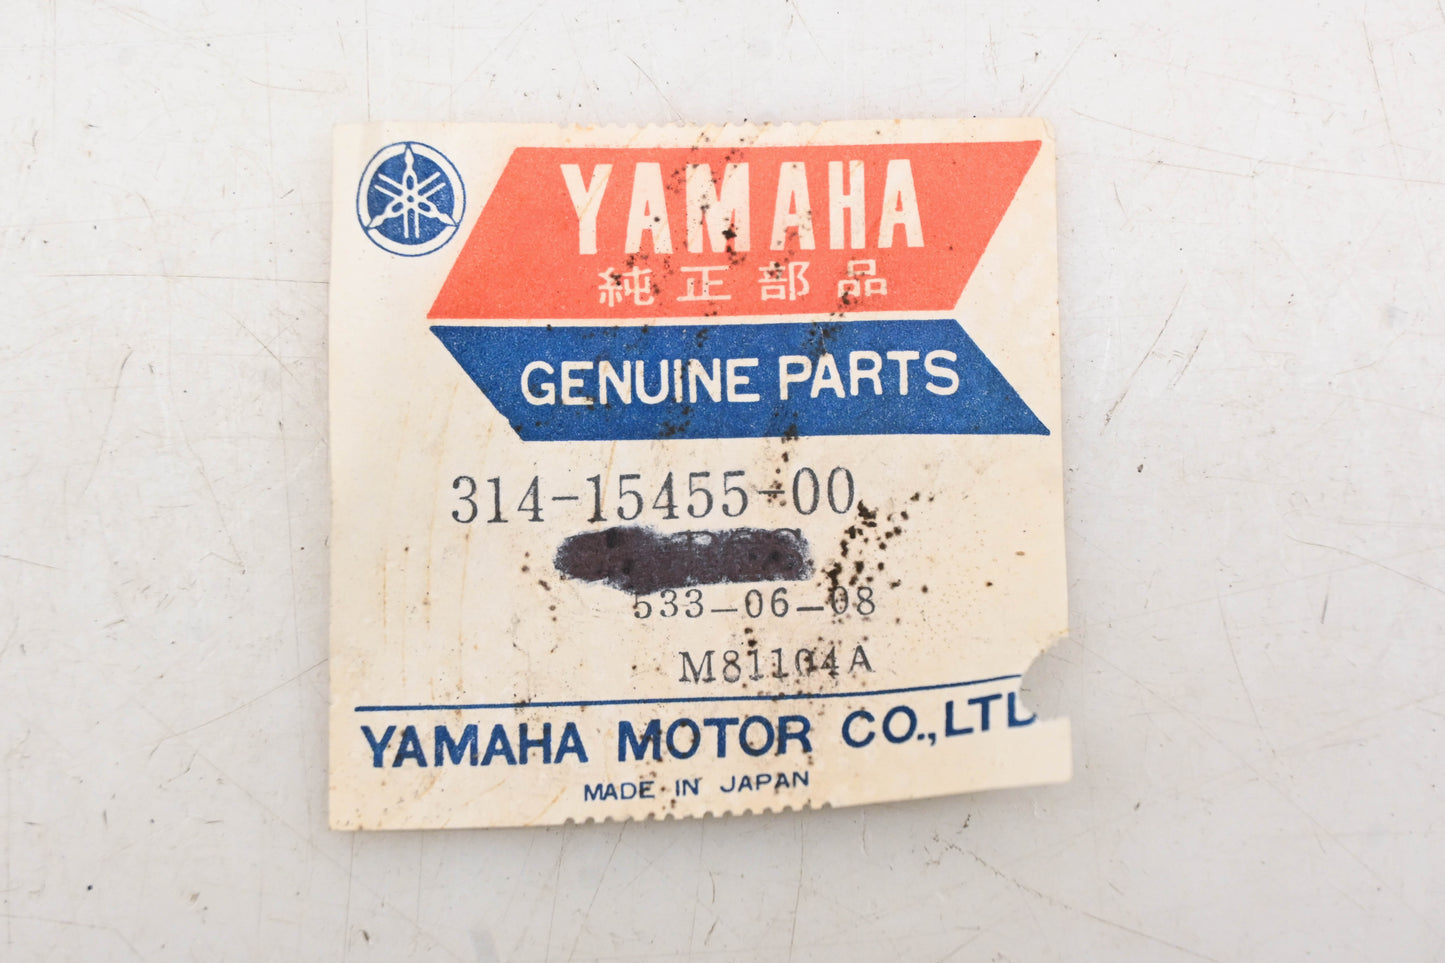 YAMAHA
純正部品
GENUINE PARTS
314-15455-00
533-06-08
M81104A
YAMAHA MOTOR CO.,LTD
MADE IN JAPAN